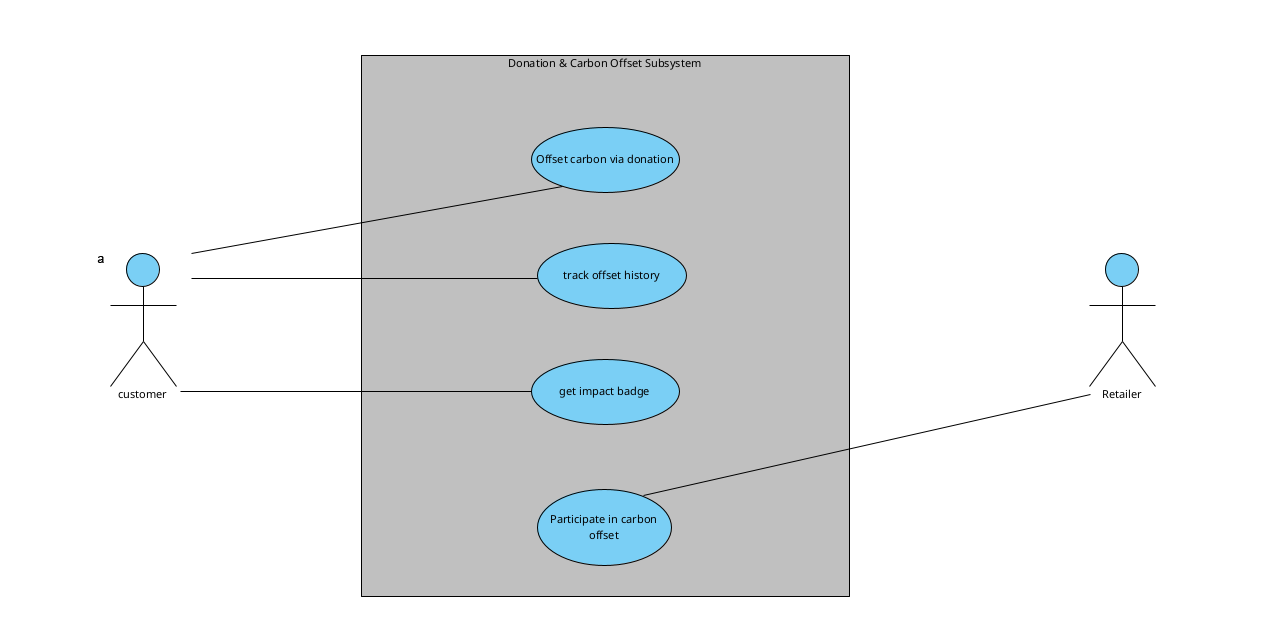 Donation & Carbon Offset Subsystem
Offset carbon via donation
a
track offset history
get impact badge
customer
Retailer
Participate in carbon
offset